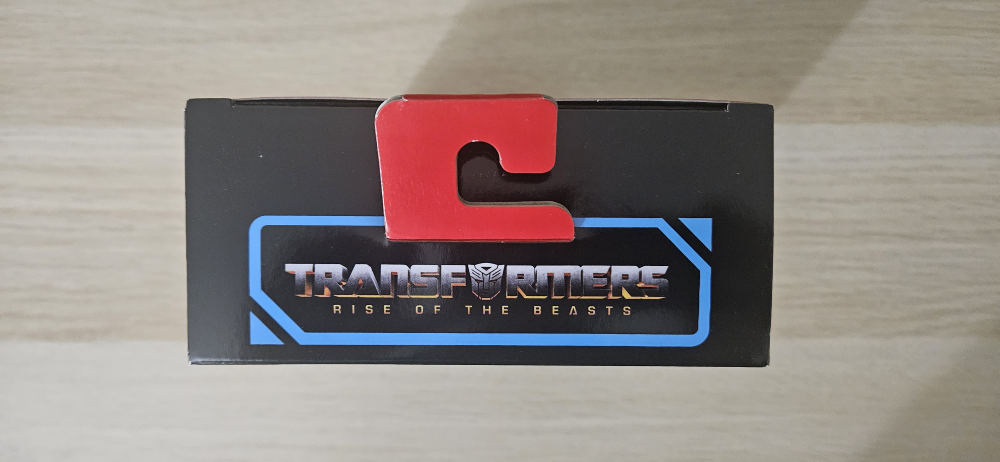 TRANSFORMERS
RISE OF THE BEASTS